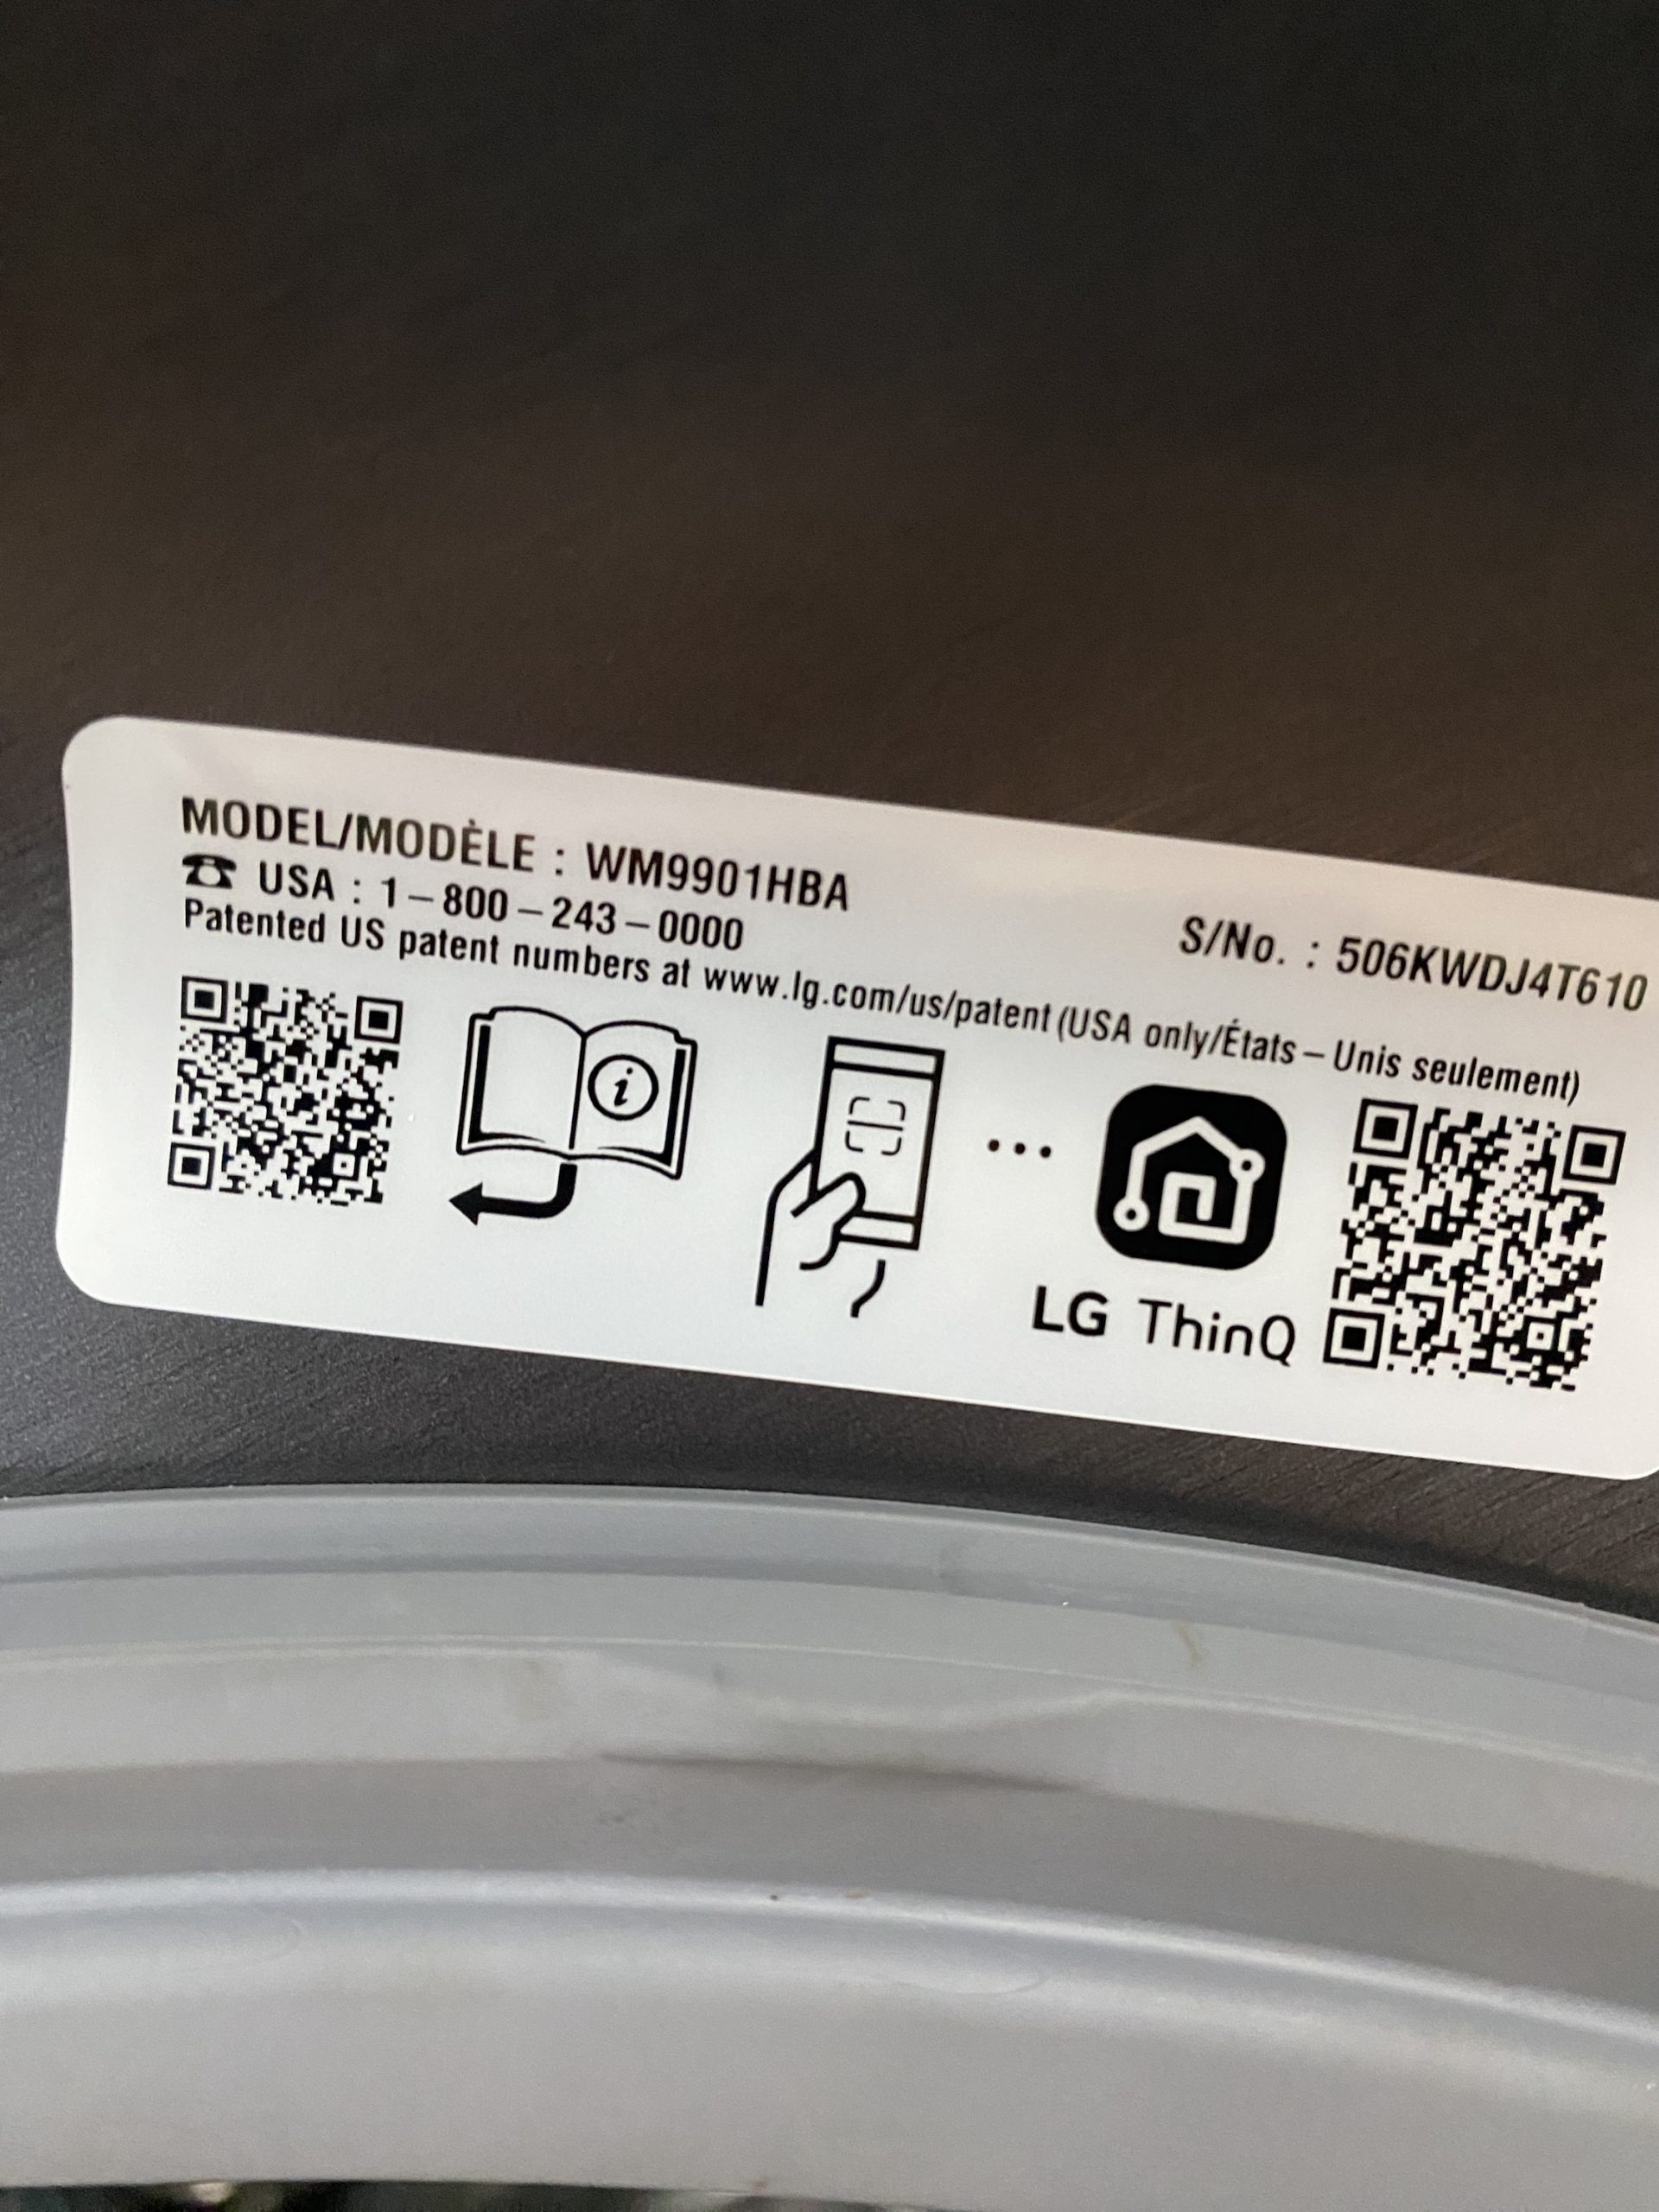 MODEL/MODÈLE : WM9901HBA
☎ USA : 1–800–243–0000
S/No. : 506KWDJ4T610
Patented US patent numbers at www.lg.com/us/patent (USA only/États–Unis seulement)
i
LG ThinQ